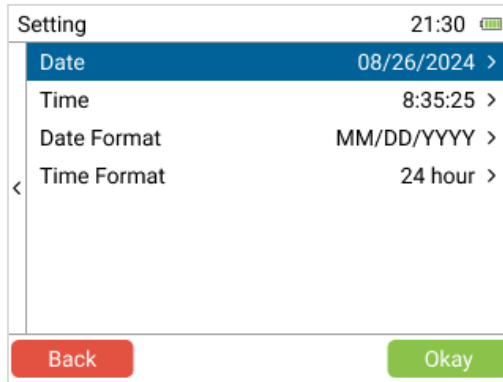 Setting 21:30
Date 08/26/2024 >
Time 8:35:25 >
Date Format MM/DD/YYYY >
Time Format 24 hour >
<
Back Okay